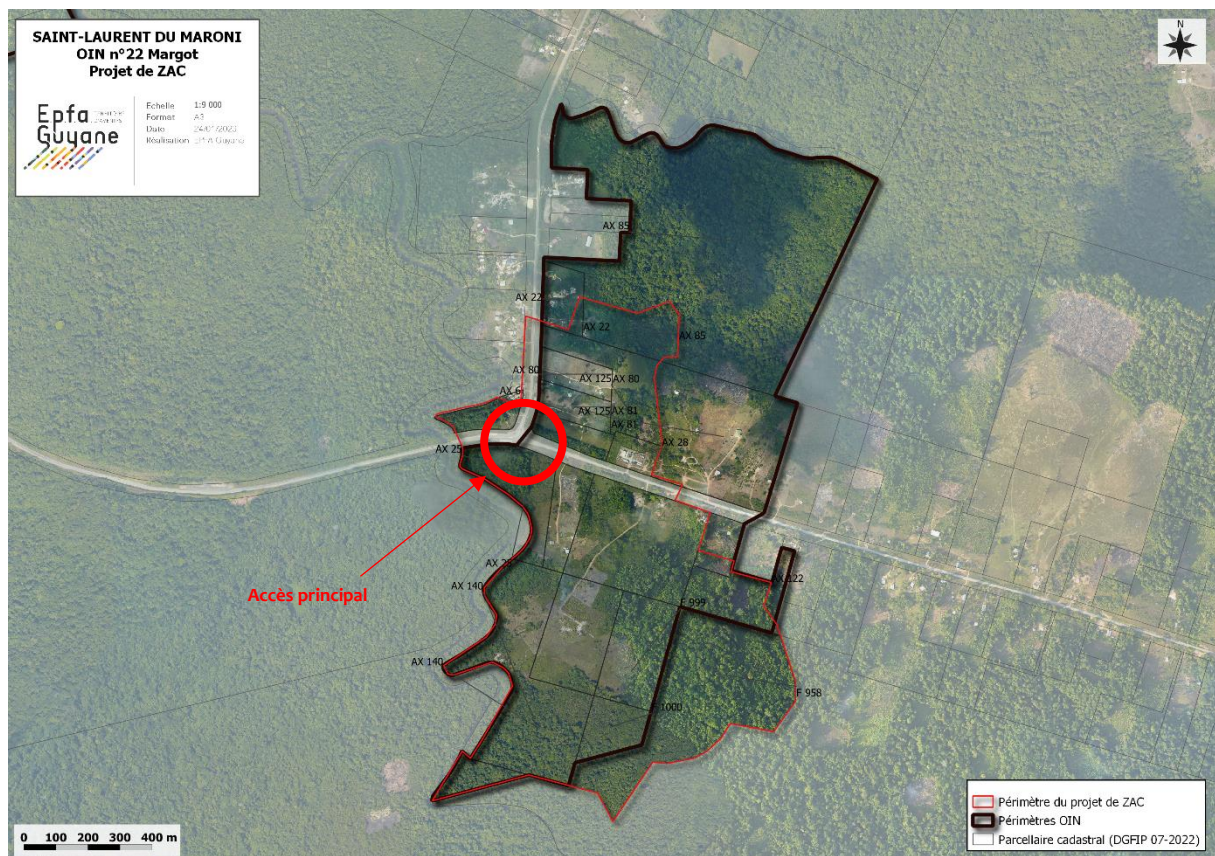 SAINT-LAURENT DU MARONI
OIN n°22 Margot
Projet de ZAC
Epfa
Guyane
Echelle 1:9 000
Format A3
Date
Réalisation
N
AX 85
AX 22
AX 22
AX 85
AX 80
AX 125 AX 80
AX 6
AX 125 AX 81
AX 81
AX 28
AX 25
AX 140
AX 122
F 999
AX 140
F 958
F 1000
Accès principal
Périmètre du projet de ZAC
Périmètres OIN
Parcellaire cadastral (DGFIP 07-2022)
0 100 200 300 400 m